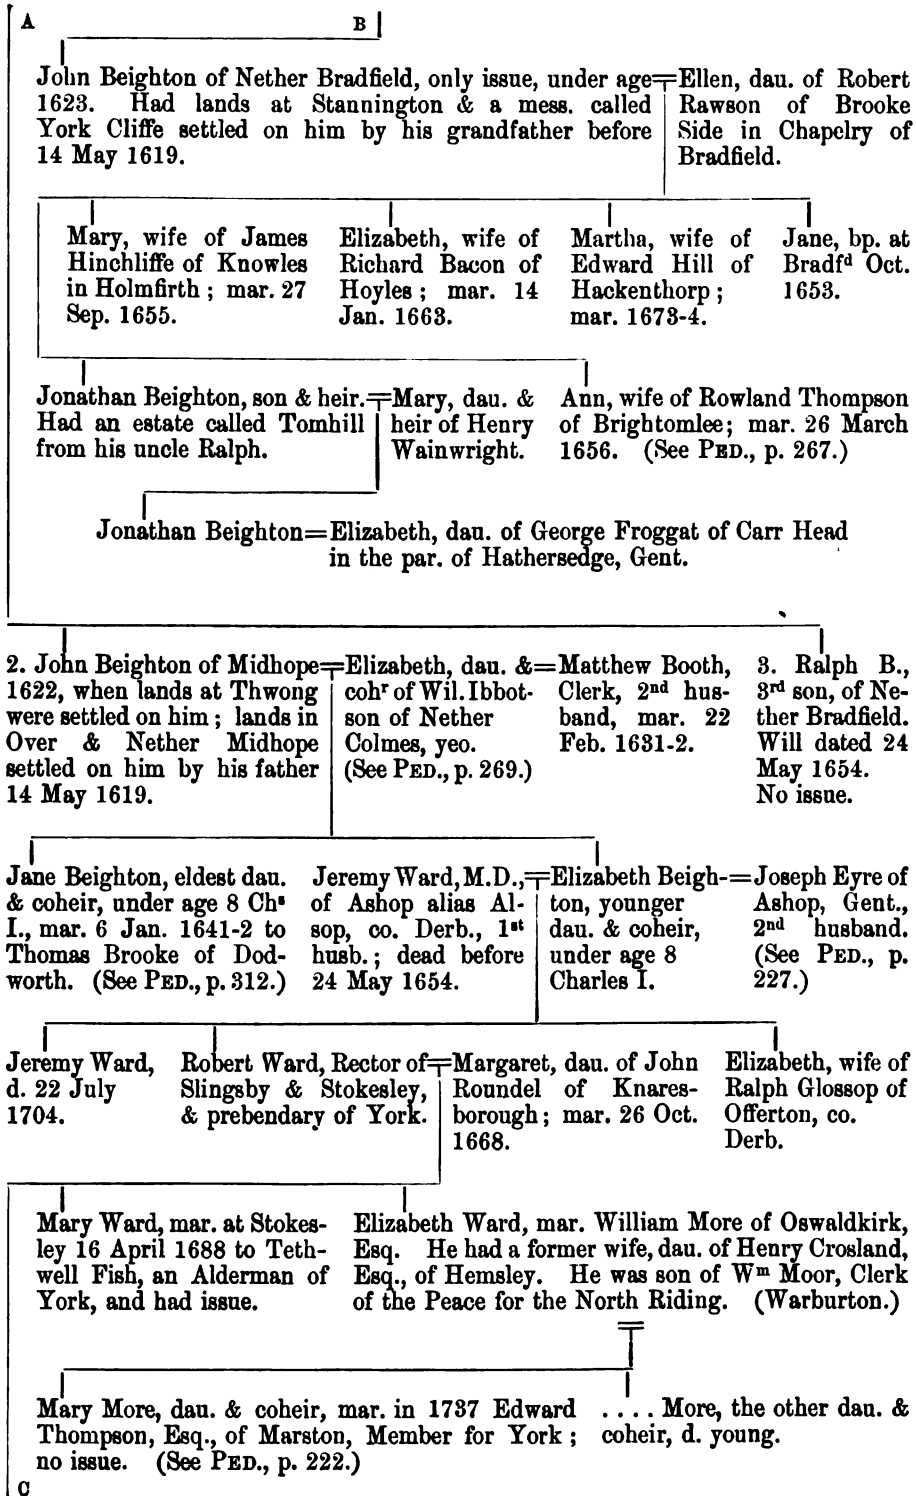 A
B
John Beighton of Nether Bradfield, only issue, under age
1623. Had lands at Stannington & a mess. called
York Cliffe settled on him by his grandfather before
14 May 1619.
Ellen, dau. of Robert
Rawson of Brooke
Side in Chapelry of
Bradfield.
Mary, wife of James
Hinchliffe of Knowles
in Holmfirth; mar. 27
Sep. 1655.
Elizabeth, wife of
Richard Bacon of
Hoyles; mar. 14
Jan. 1663.
Martha, wife of
Edward Hill of
Hackenthorp;
mar. 1673-4.
Jane, bp. at
Bradfᵈ Oct.
1653.
Jonathan Beighton, son & heir.
Had an estate called Tomhill
from his uncle Ralph.
Mary, dau. &
heir of Henry
Wainwright.
Ann, wife of Rowland Thompson
of Brightomlee; mar. 26 March
1656. (See PED., p. 267.)
Jonathan Beighton=Elizabeth, dau. of George Froggat of Carr Head
in the par. of Hathersedge, Gent.
2. John Beighton of Midhope
1622, when lands at Thwong
were settled on him; lands in
Over & Nether Midhope
settled on him by his father
14 May 1619.
Elizabeth, dau. &
cohʳ of Wil. Ibbot-
son of Nether
Colmes, yeo.
(See PED., p. 269.)
=Matthew Booth,
Clerk, 2ⁿᵈ hus-
band, mar. 22
Feb. 1631-2.
3. Ralph B.,
3ʳᵈ son, of Ne-
ther Bradfield.
Will dated 24
May 1654.
No issue.
Jane Beighton, eldest dau.
& coheir, under age 8 Chˢ
I., mar. 6 Jan. 1641-2 to
Thomas Brooke of Dod-
worth. (See PED., p. 312.)
Jeremy Ward, M.D.,
of Ashop alias Al-
sop, co. Derb., 1ˢᵗ
husb.; dead before
24 May 1654.
Elizabeth Beigh-
ton, younger
dau. & coheir,
under age 8
Charles I.
=Joseph Eyre of
Ashop, Gent.,
2ⁿᵈ husband.
(See PED., p.
227.)
Jeremy Ward,
d. 22 July
1704.
Robert Ward, Rector of
Slingsby & Stokesley,
& prebendary of York.
Margaret, dau. of John
Roundel of Knares-
borough; mar. 26 Oct.
1668.
Elizabeth, wife of
Ralph Glossop of
Offerton, co.
Derb.
Mary Ward, mar. at Stokes-
ley 16 April 1688 to Teth-
well Fish, an Alderman of
York, and had issue.
Elizabeth Ward, mar. William More of Oswaldkirk,
Esq. He had a former wife, dau. of Henry Crosland,
Esq., of Hemsley. He was son of Wᵐ Moor, Clerk
of the Peace for the North Riding. (Warburton.)
Mary More, dau. & coheir, mar. in 1737 Edward
Thompson, Esq., of Marston, Member for York;
no issue. (See PED., p. 222.)
.... More, the other dau. &
coheir, d. young.
C